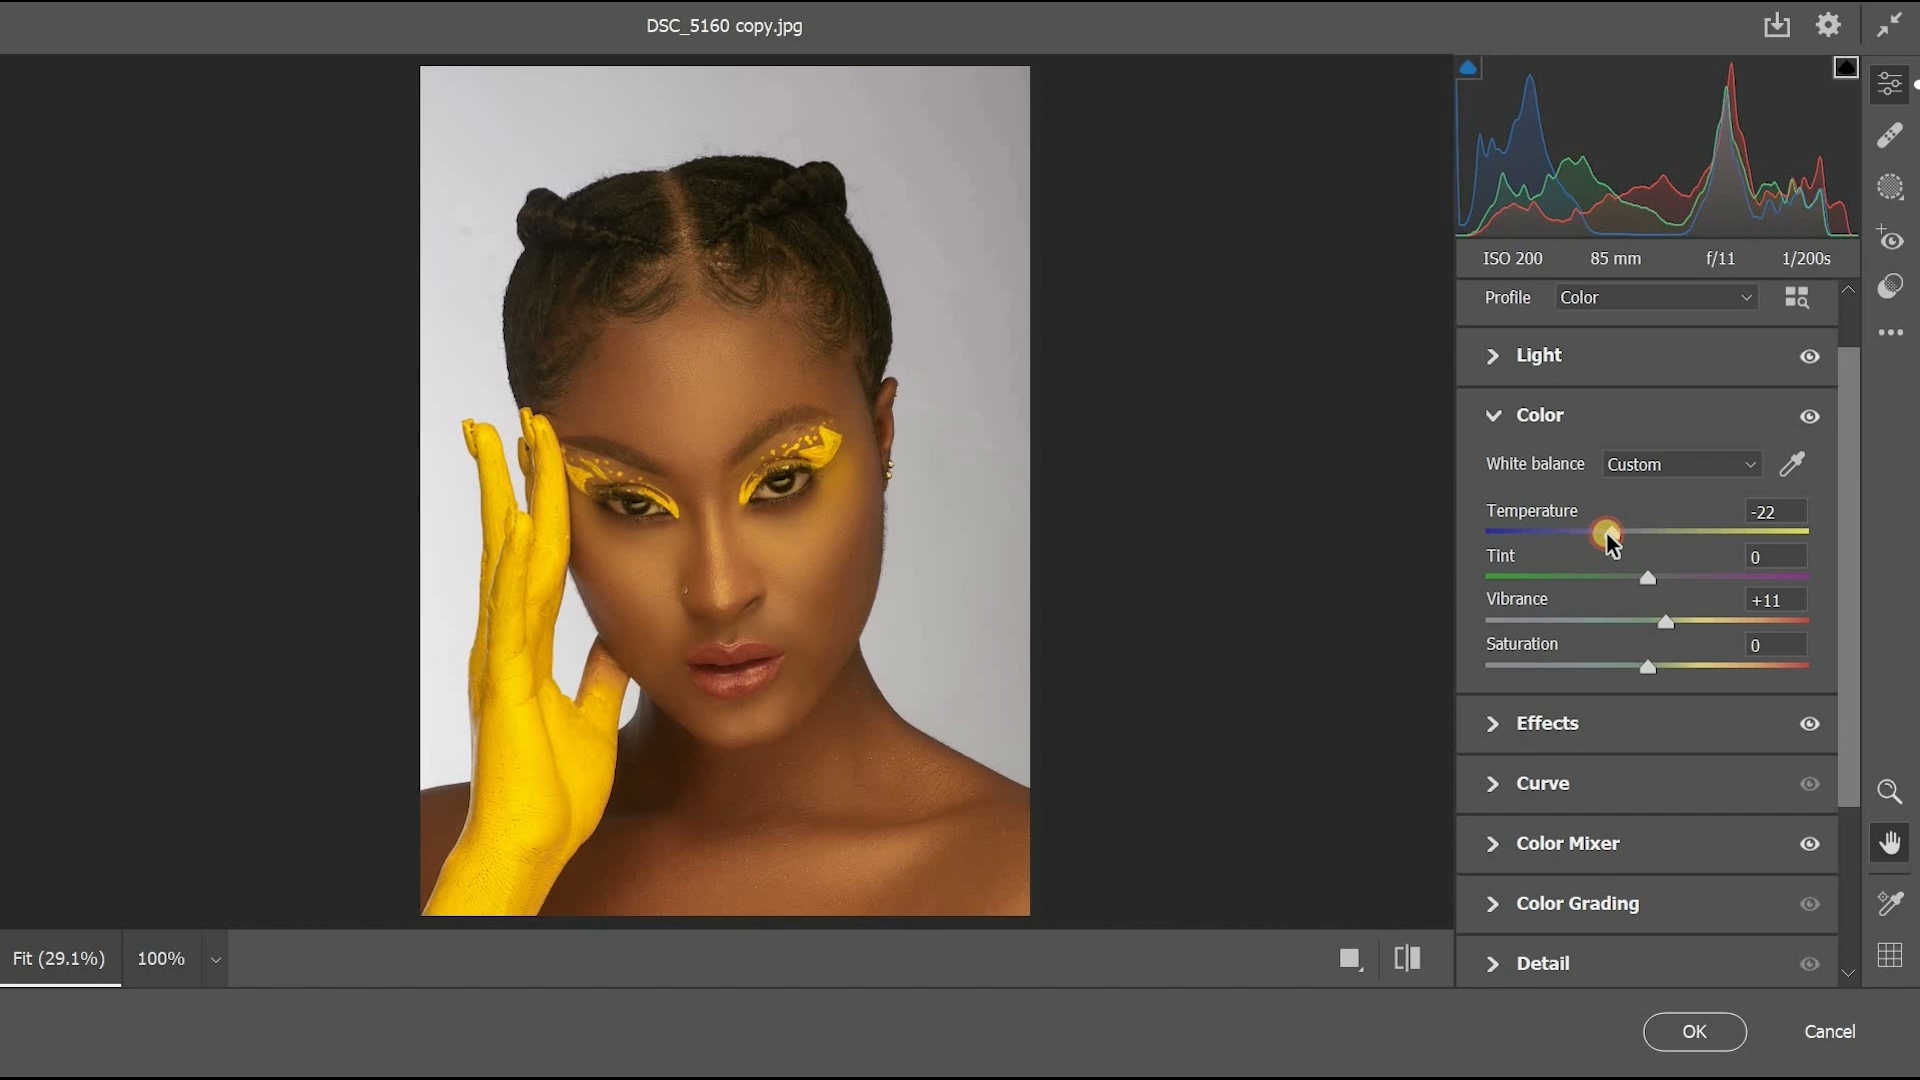 DSC_5160 copy.jpg
ISO 200 85 mm f/11 1/200s
Profile Color
Light
Color
White balance Custom
Temperature -22
Tint 0
Vibrance +11
Saturation 0
Effects
Curve
Color Mixer
Color Grading
Detail
Fit (29.1%) 100%
OK Cancel